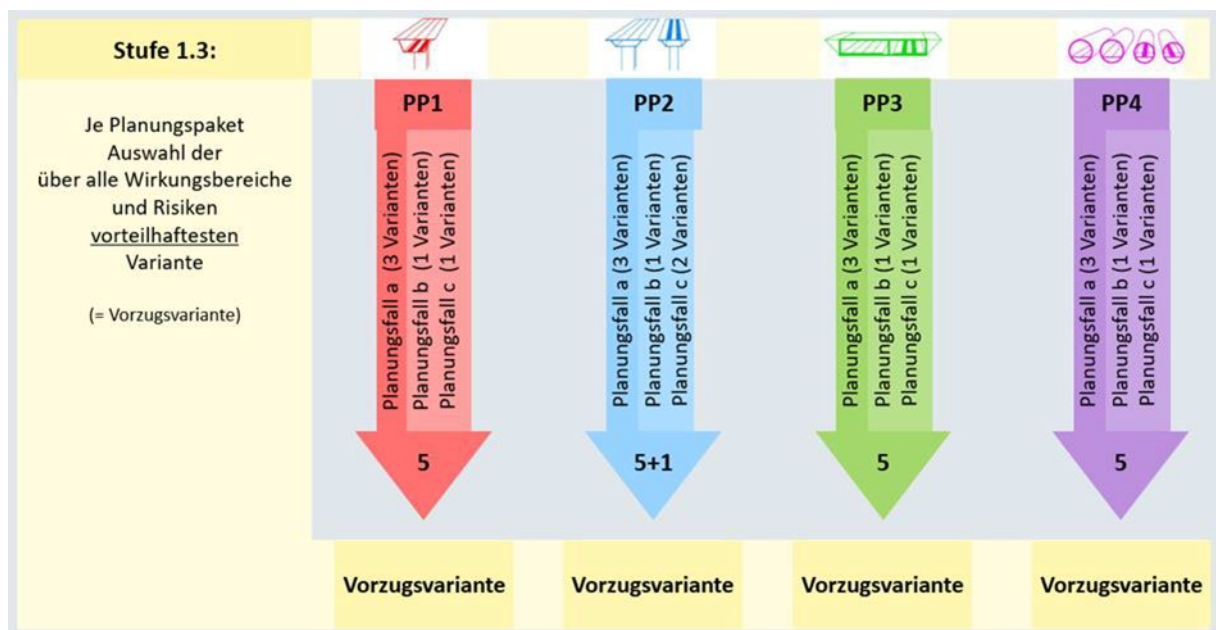 Stufe 1.3:
Je Planungspaket
Auswahl der
über alle Wirkungsbereiche
und Risiken
vorteilhaftesten
Variante
(= Vorzugsvariante)
PP1
Planungsfall a (3 Varianten)
Planungsfall b (1 Varianten)
Planungsfall c (1 Varianten)
5
Vorzugsvariante
PP2
Planungsfall a (3 Varianten)
Planungsfall b (1 Varianten)
Planungsfall c (2 Varianten)
5+1
Vorzugsvariante
PP3
Planungsfall a (3 Varianten)
Planungsfall b (1 Varianten)
Planungsfall c (1 Varianten)
5
Vorzugsvariante
PP4
Planungsfall a (3 Varianten)
Planungsfall b (1 Varianten)
Planungsfall c (1 Varianten)
5
Vorzugsvariante